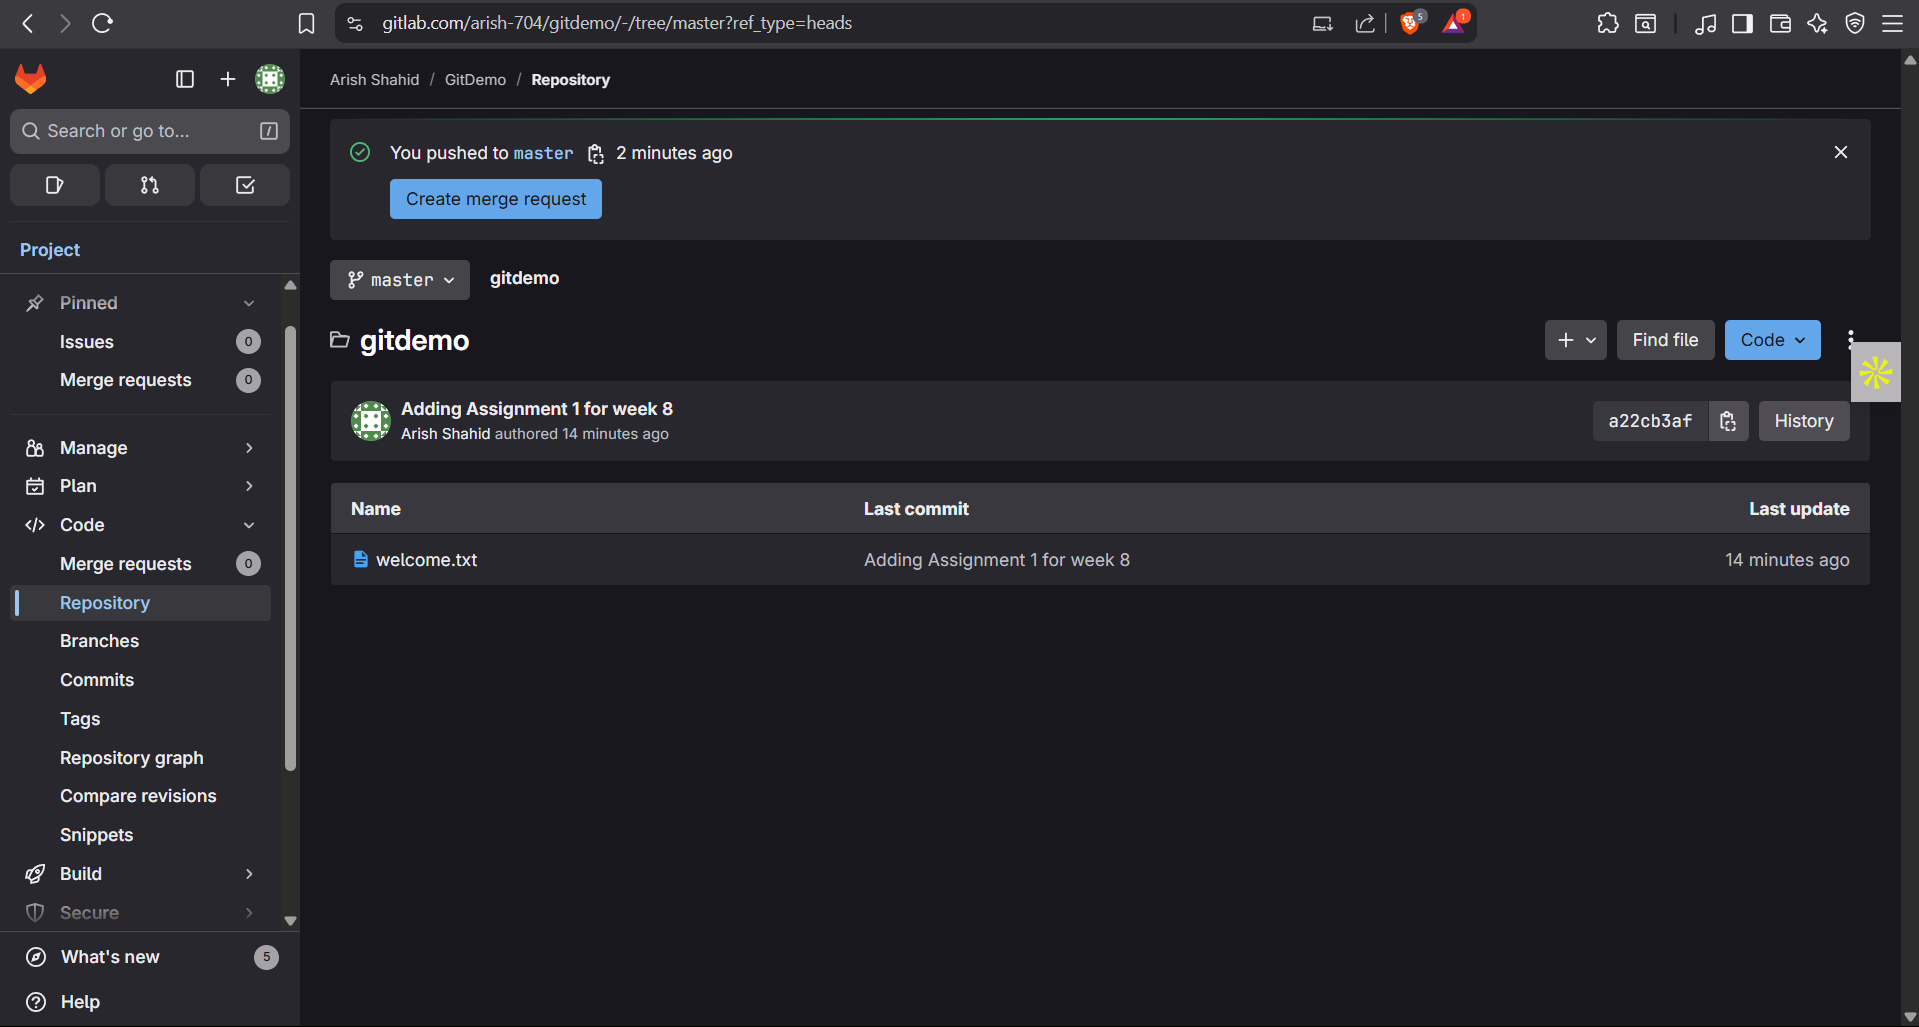 gitlab.com/arish-704/gitdemo/-/tree/master?ref_type=heads
5
1
Search or go to...
/
Project
Pinned
Issues 0
Merge requests 0
Manage
Plan
Code
Merge requests 0
Repository
Branches
Commits
Tags
Repository graph
Compare revisions
Snippets
Build
Secure
What's new 5
Help
Arish Shahid / GitDemo / Repository
You pushed to master 2 minutes ago
Create merge request
master gitdemo
gitdemo
Find file Code
Adding Assignment 1 for week 8
Arish Shahid authored 14 minutes ago
a22cb3af History
Name Last commit Last update
welcome.txt Adding Assignment 1 for week 8 14 minutes ago